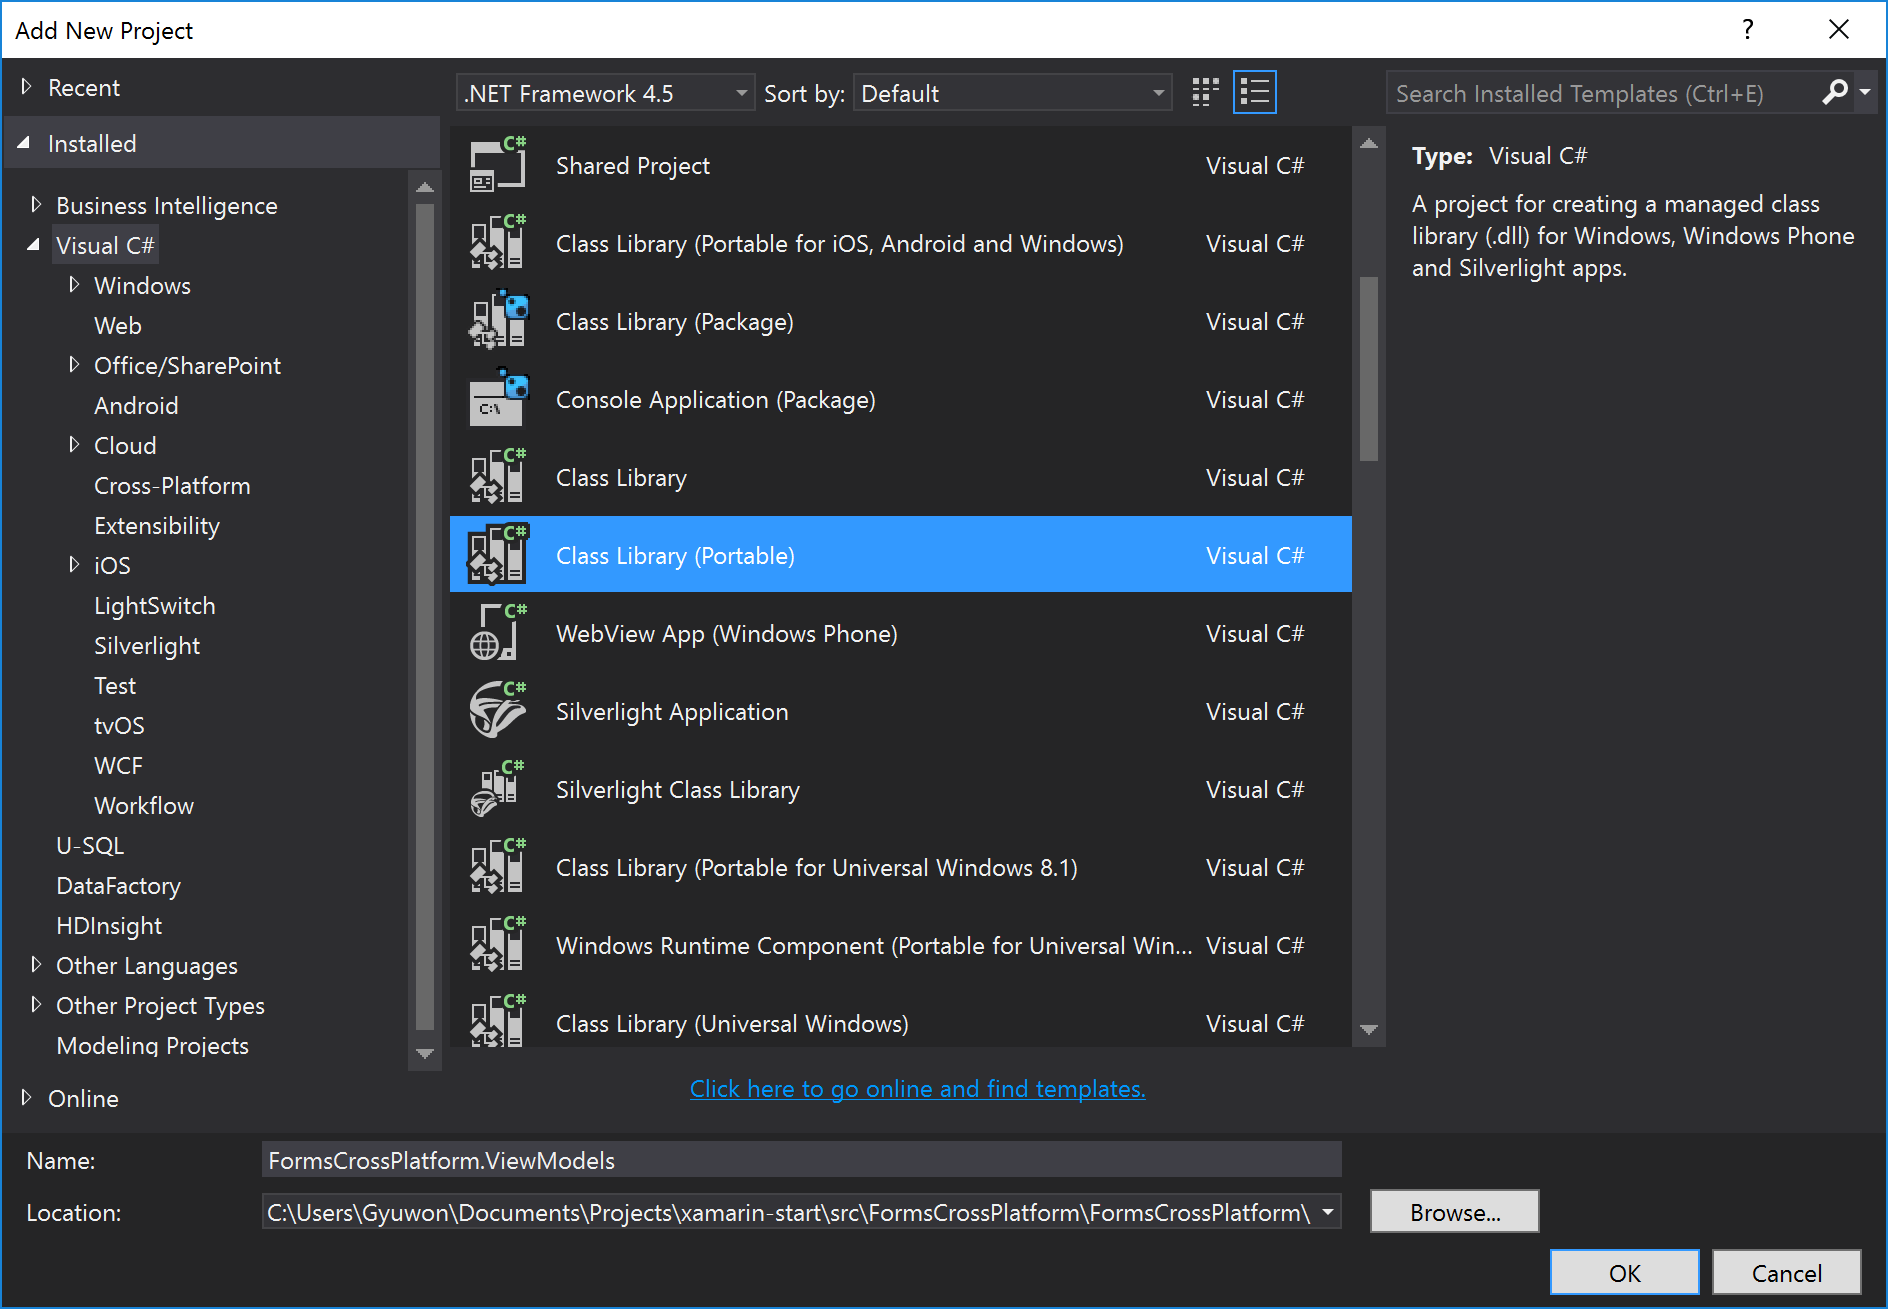 Add New Project
?
Recent
Installed
Business Intelligence
Visual C#
Windows
Web
Office/SharePoint
Android
Cloud
Cross-Platform
Extensibility
iOS
LightSwitch
Silverlight
Test
tvOS
WCF
Workflow
U-SQL
DataFactory
HDInsight
Other Languages
Other Project Types
Modeling Projects
Online
.NET Framework 4.5
Sort by: Default
C# Shared Project Visual C#
C# Class Library (Portable for iOS, Android and Windows) Visual C#
Class Library (Package) Visual C#
C:\ Console Application (Package) Visual C#
C# Class Library Visual C#
C# Class Library (Portable) Visual C#
C# WebView App (Windows Phone) Visual C#
C# Silverlight Application Visual C#
C# Silverlight Class Library Visual C#
C# Class Library (Portable for Universal Windows 8.1) Visual C#
C# Windows Runtime Component (Portable for Universal Win... Visual C#
C# Class Library (Universal Windows) Visual C#
Click here to go online and find templates.
Search Installed Templates (Ctrl+E)
Type: Visual C#
A project for creating a managed class
library (.dll) for Windows, Windows Phone
and Silverlight apps.
Name: FormsCrossPlatform.ViewModels
Location: C:\Users\Gyuwon\Documents\Projects\xamarin-start\src\FormsCrossPlatform\FormsCrossPlatform\
Browse...
OK
Cancel